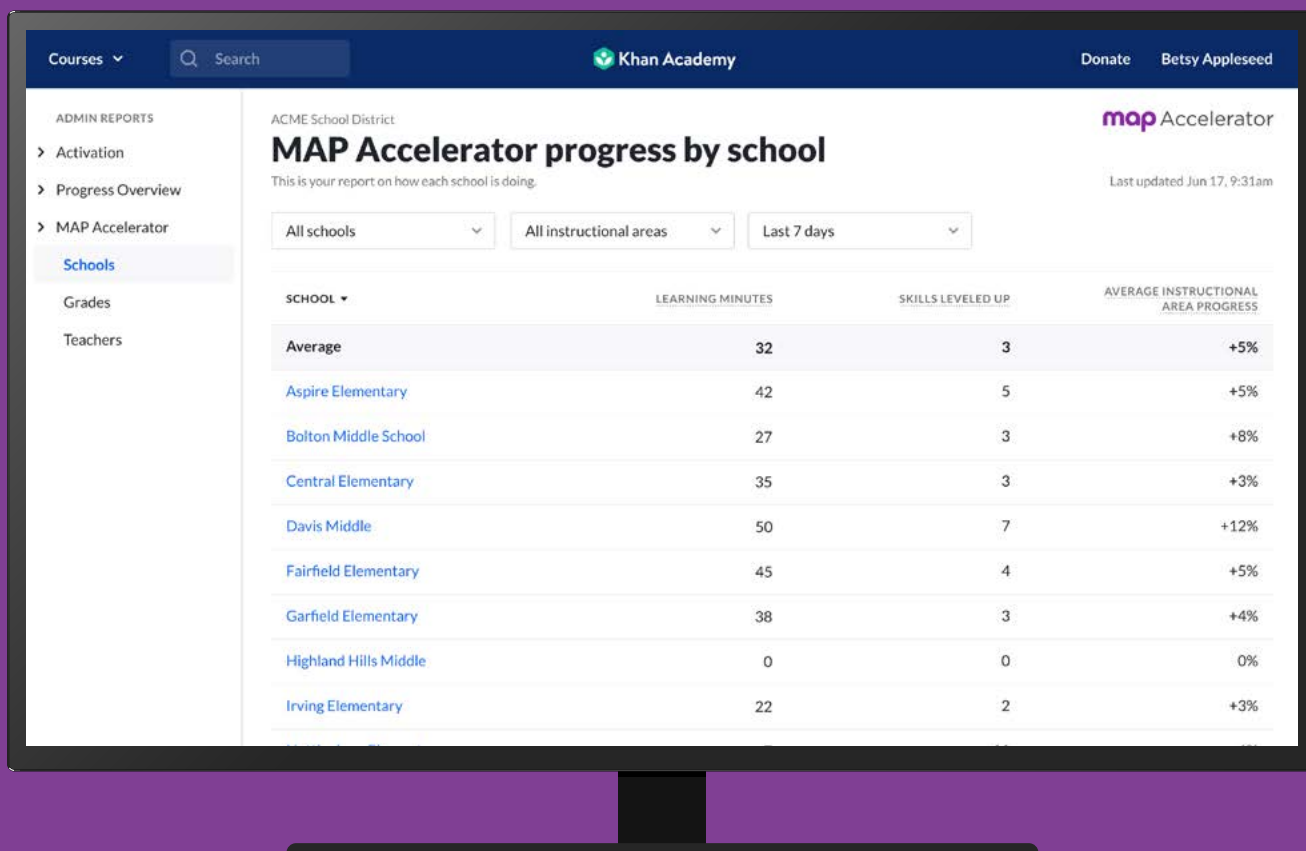 Courses Search Khan Academy Donate Betsy Appleseed
ADMIN REPORTS
Activation
Progress Overview
MAP Accelerator
Schools
Grades
Teachers
ACME School District
MAP Accelerator progress by school
This is your report on how each school is doing.
map Accelerator
Last updated Jun 17, 9:31am
All schools All instructional areas Last 7 days
SCHOOL LEARNING MINUTES SKILLS LEVELED UP AVERAGE INSTRUCTIONAL
AREA PROGRESS
Average 32 3 +5%
Aspire Elementary 42 5 +5%
Bolton Middle School 27 3 +8%
Central Elementary 35 3 +3%
Davis Middle 50 7 +12%
Fairfield Elementary 45 4 +5%
Garfield Elementary 38 3 +4%
Highland Hills Middle 0 0 0%
Irving Elementary 22 2 +3%